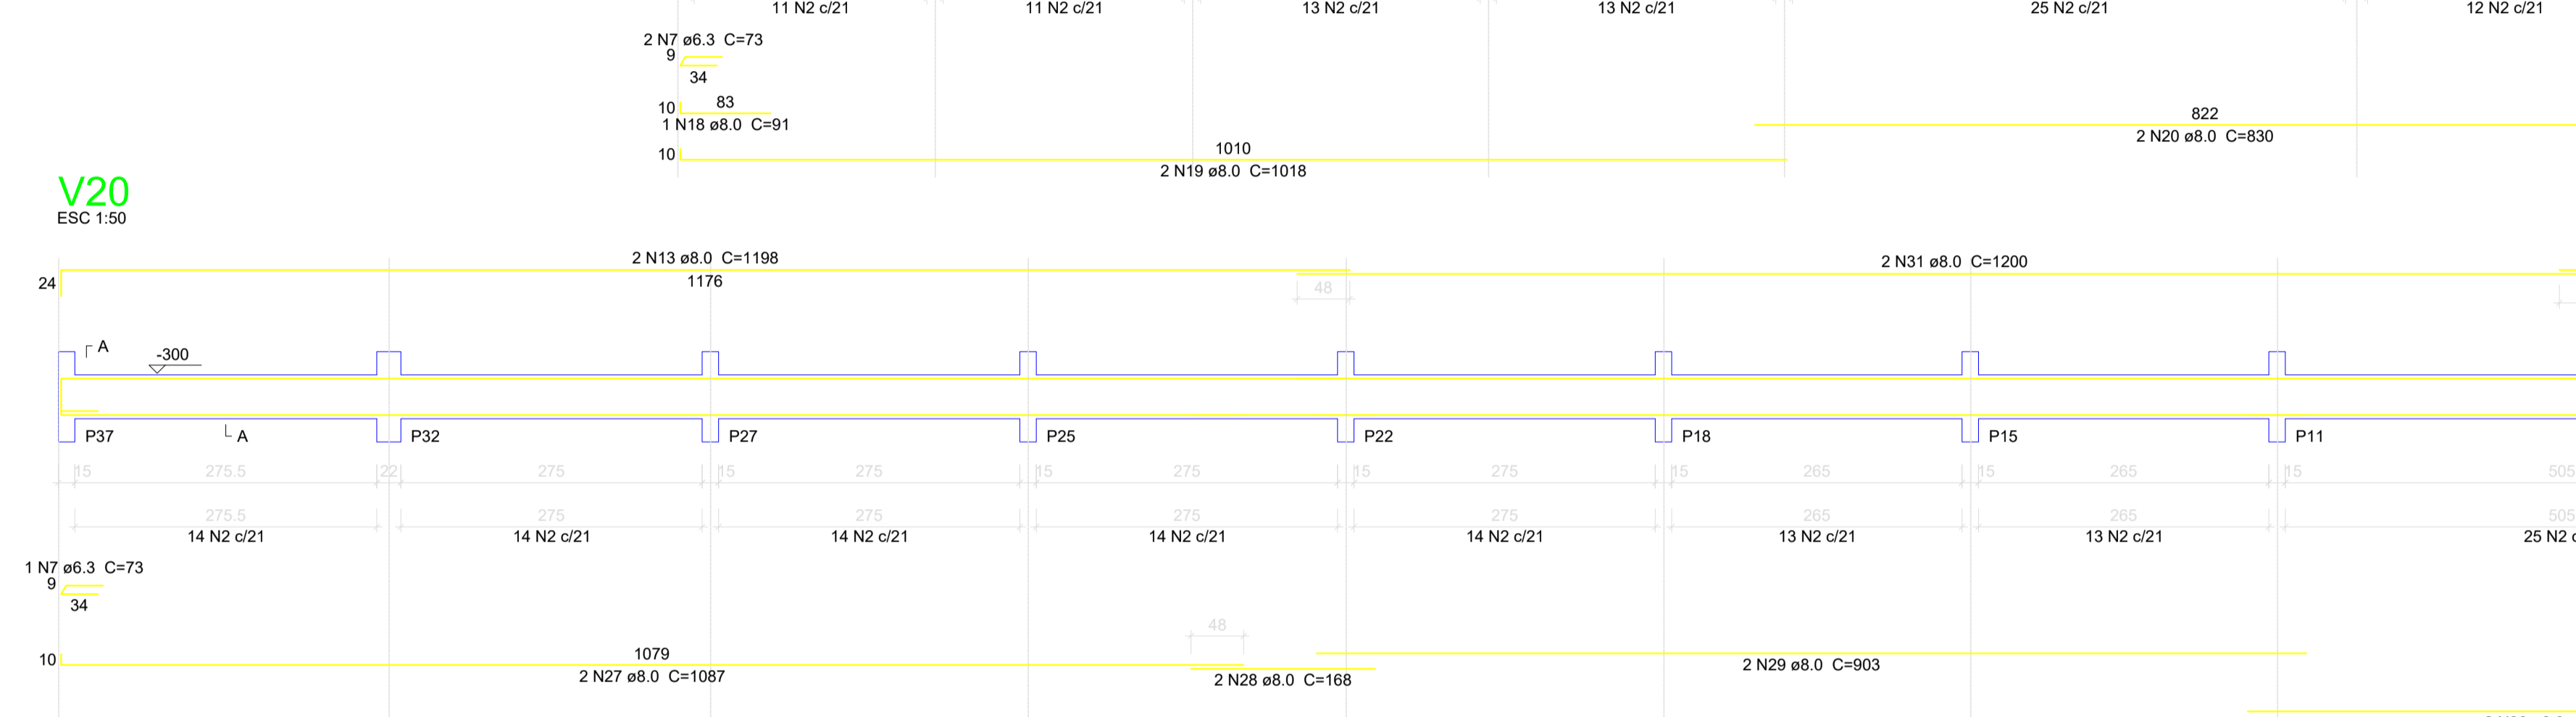 11 N2 c/21 11 N2 c/21 13 N2 c/21 13 N2 c/21 25 N2 c/21 12 N2 c/21
2 N7 ø6.3 C=73
9
34
83
10
1 N18 ø8.0 C=91
822
2 N20 ø8.0 C=830
1010
10
2 N19 ø8.0 C=1018
V20
ESC 1:50
2 N13 ø8.0 C=1198 2 N31 ø8.0 C=1200
24 1176 48
A
-300
A
P37 P32 P27 P25 P22 P18 P15 P11
15 275.5 22 275 15 275 15 275 15 275 15 265 15 265 15 505
275.5 275 275 275 275 265 265 505
14 N2 c/21 14 N2 c/21 14 N2 c/21 14 N2 c/21 14 N2 c/21 13 N2 c/21 13 N2 c/21 25 N2
1 N7 ø6.3 C=73
9
34
48
10 1079
2 N27 ø8.0 C=1087
2 N28 ø8.0 C=168
2 N29 ø8.0 C=903